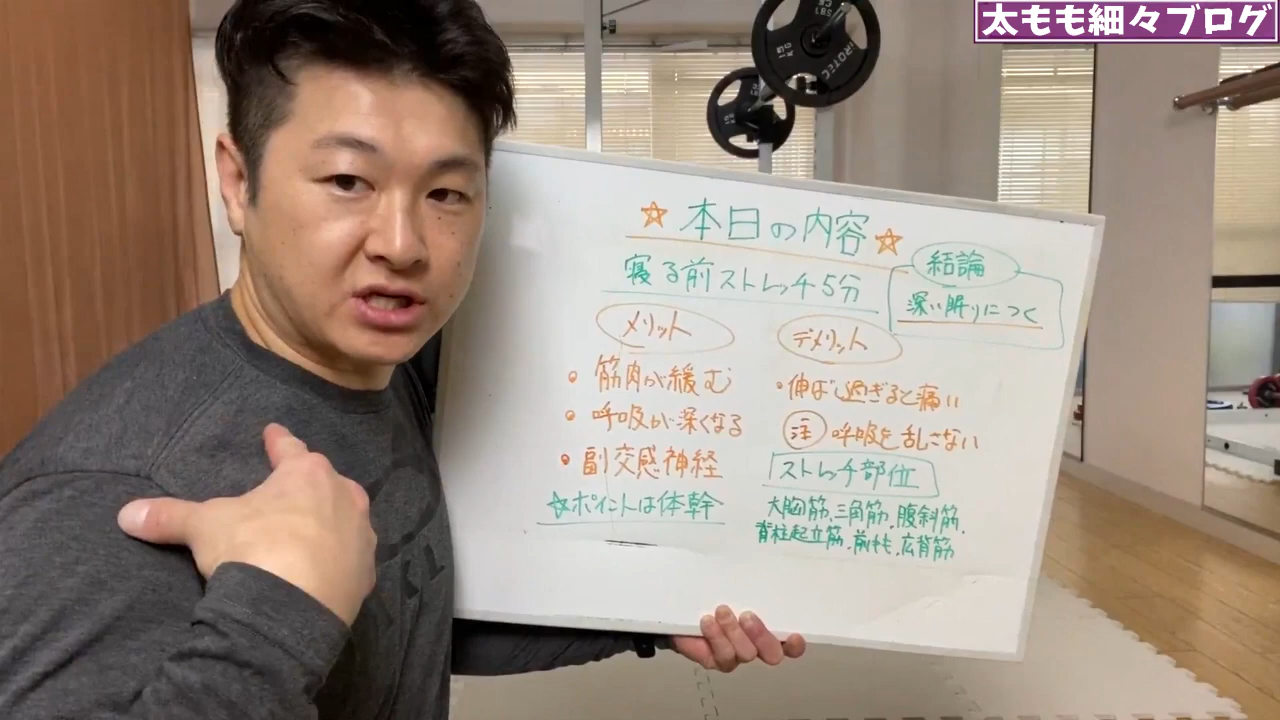 太もも細々ブログ
☆本日の内容☆
寝る前ストレッチ5分
結論
深い眠りにつく
メリット
・筋肉が緩む
・呼吸が深くなる
・副交感神経
☆ポイントは体幹
デメリット
・伸ばし過ぎると痛い
注 呼吸を乱さない
ストレッチ部位
大胸筋、三角筋、腹斜筋、
脊柱起立筋、前もも、広背筋
IROTEC
15
KG